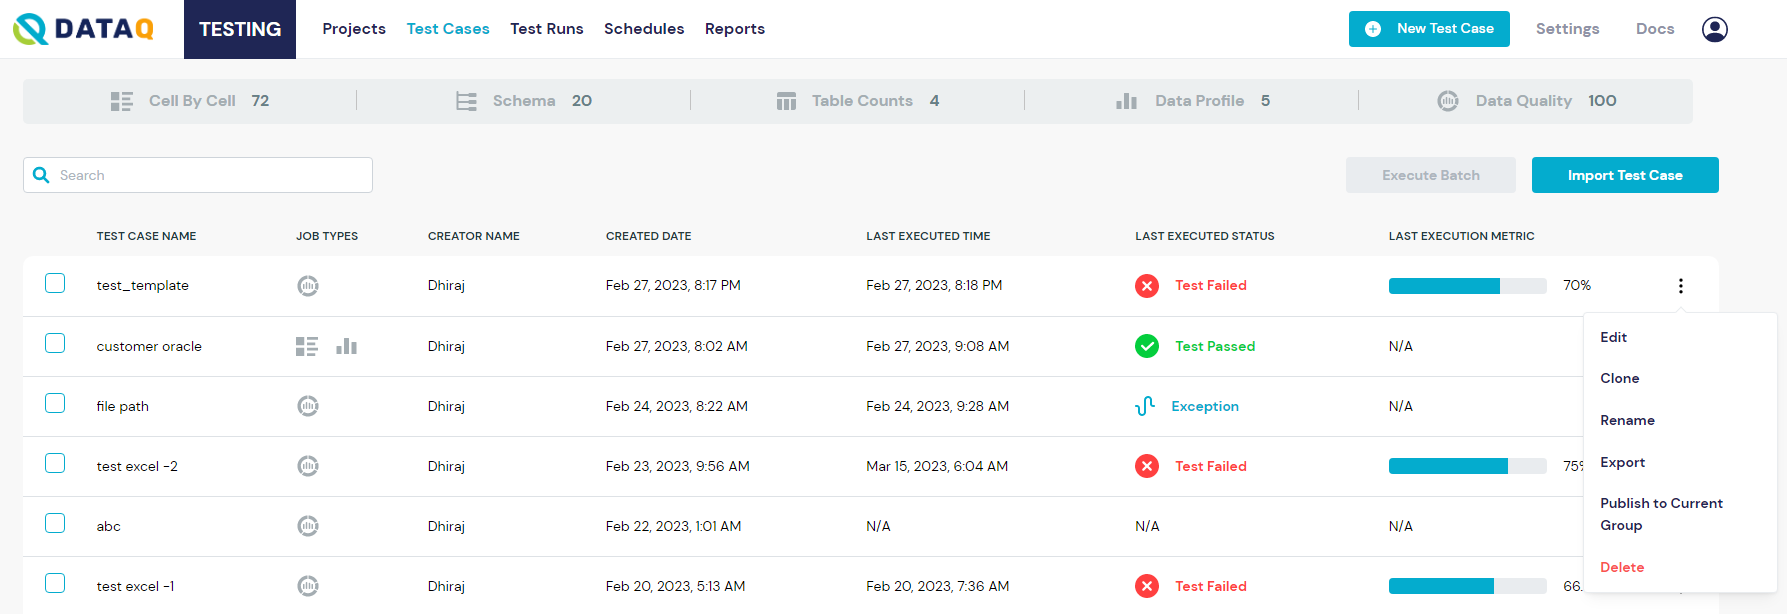 DATAQ TESTING Projects Test Cases Test Runs Schedules Reports New Test Case Settings Docs
Cell By Cell 72 Schema 20 Table Counts 4 Data Profile 5 Data Quality 100
Search Execute Batch Import Test Case
TEST CASE NAME JOB TYPES CREATOR NAME CREATED DATE LAST EXECUTED TIME LAST EXECUTED STATUS LAST EXECUTION METRIC
test_template Dhiraj Feb 27, 2023, 8:17 PM Feb 27, 2023, 8:18 PM Test Failed 70%
customer oracle Dhiraj Feb 27, 2023, 8:02 AM Feb 27, 2023, 9:08 AM Test Passed N/A
file path Dhiraj Feb 24, 2023, 8:22 AM Feb 24, 2023, 9:28 AM Exception N/A
test excel -2 Dhiraj Feb 23, 2023, 9:56 AM Mar 15, 2023, 6:04 AM Test Failed 75%
abc Dhiraj Feb 22, 2023, 1:01 AM N/A N/A N/A
test excel -1 Dhiraj Feb 20, 2023, 5:13 AM Feb 20, 2023, 7:36 AM Test Failed 66.
Edit
Clone
Rename
Export
Publish to Current
Group
Delete